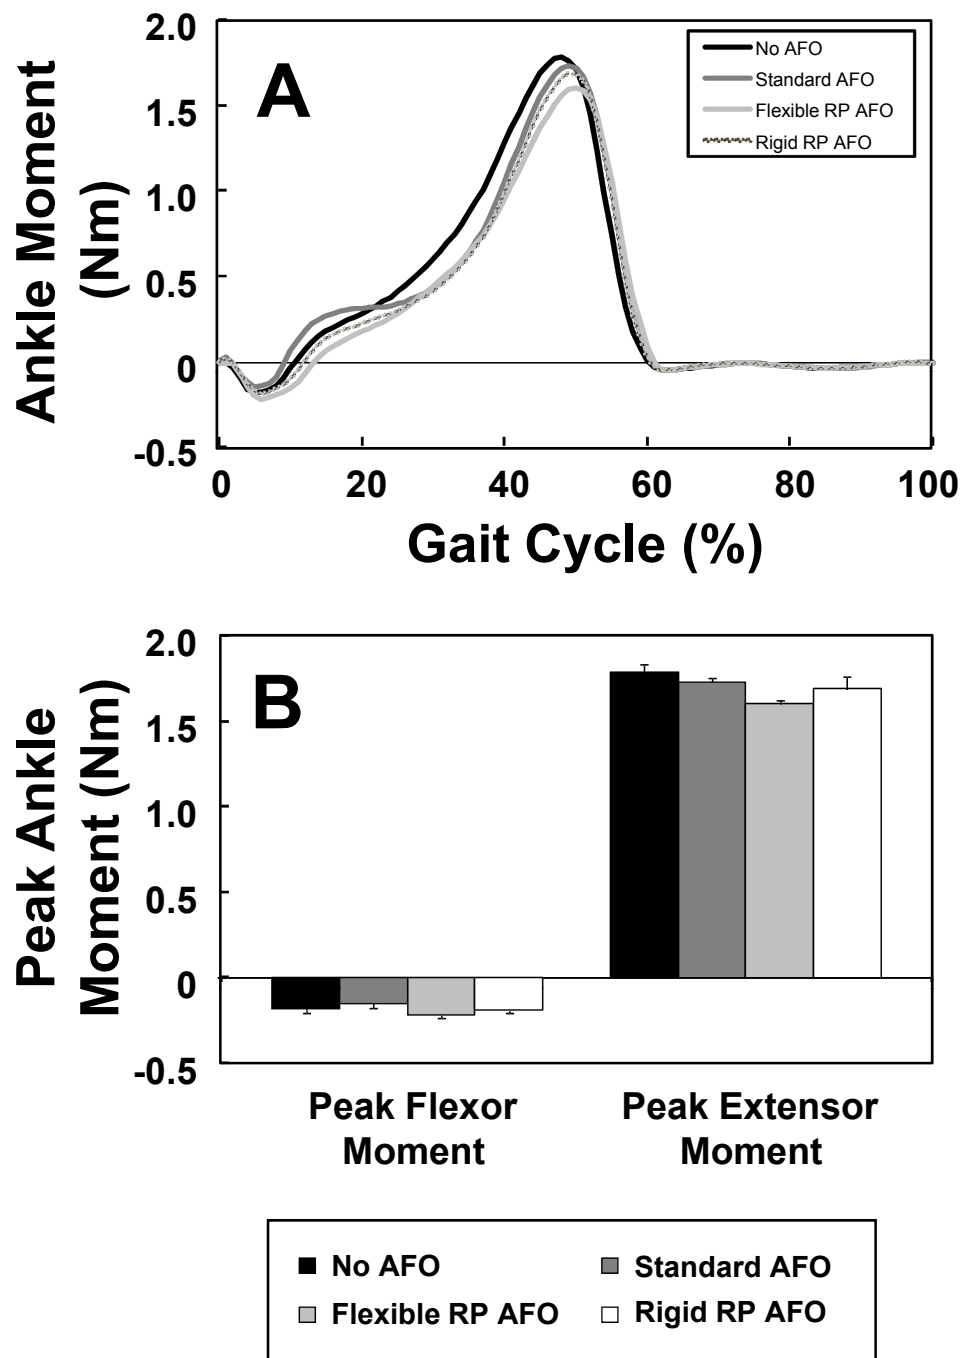 A
Ankle Moment
(Nm)
2.0
1.5
1.0
0.5
0
-0.5
0 20 40 60 80 100
Gait Cycle (%)
No AFO
Standard AFO
Flexible RP AFO
Rigid RP AFO
B
Peak Ankle
Moment (Nm)
2.0
1.5
1.0
0.5
0
-0.5
Peak Flexor
Moment
Peak Extensor
Moment
No AFO
Standard AFO
Flexible RP AFO
Rigid RP AFO